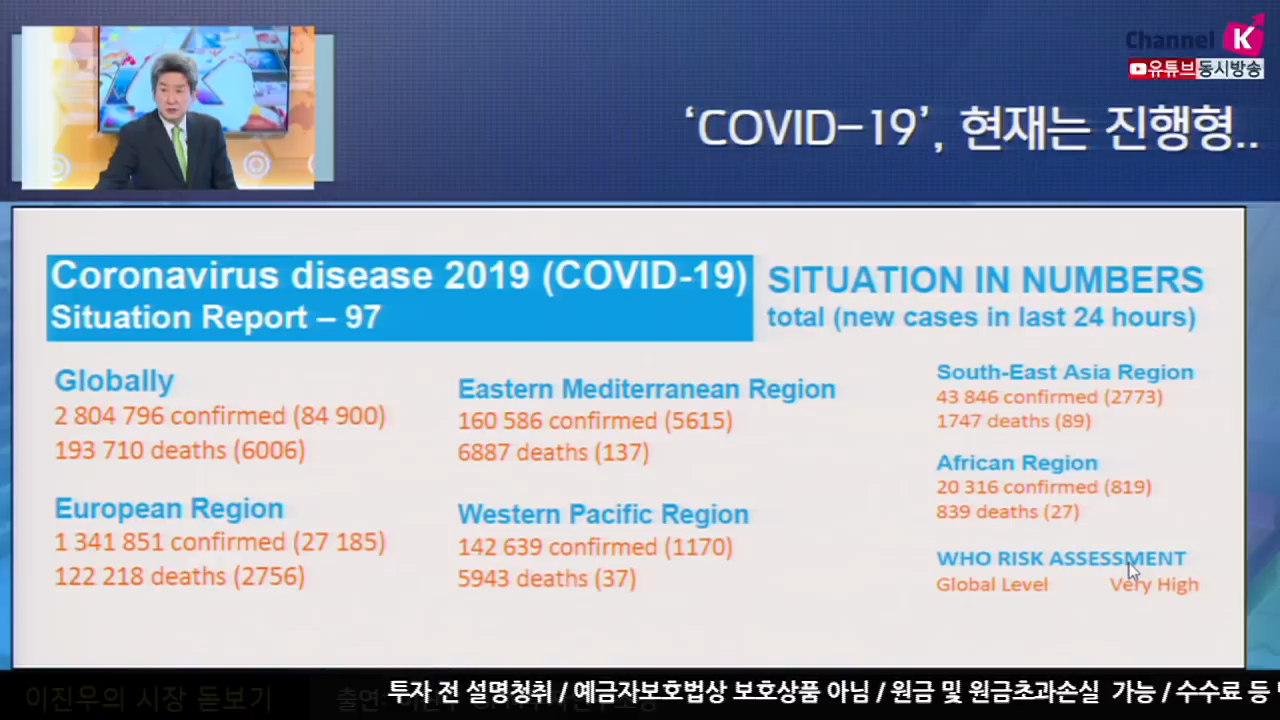 Channel K
유튜브 동시방송
‘COVID-19’, 현재는 진행형..
Coronavirus disease 2019 (COVID-19)
Situation Report – 97
SITUATION IN NUMBERS
total (new cases in last 24 hours)
Globally
2 804 796 confirmed (84 900)
193 710 deaths (6006)
European Region
1 341 851 confirmed (27 185)
122 218 deaths (2756)
Eastern Mediterranean Region
160 586 confirmed (5615)
6887 deaths (137)
Western Pacific Region
142 639 confirmed (1170)
5943 deaths (37)
South-East Asia Region
43 846 confirmed (2773)
1747 deaths (89)
African Region
20 316 confirmed (819)
839 deaths (27)
WHO RISK ASSESSMENT
Global Level Very High
이진우의 시장 돋보기
출연:
투자 전 설명청취 / 예금자보호법상 보호상품 아님 / 원금 및 원금초과손실 가능 / 수수료 등